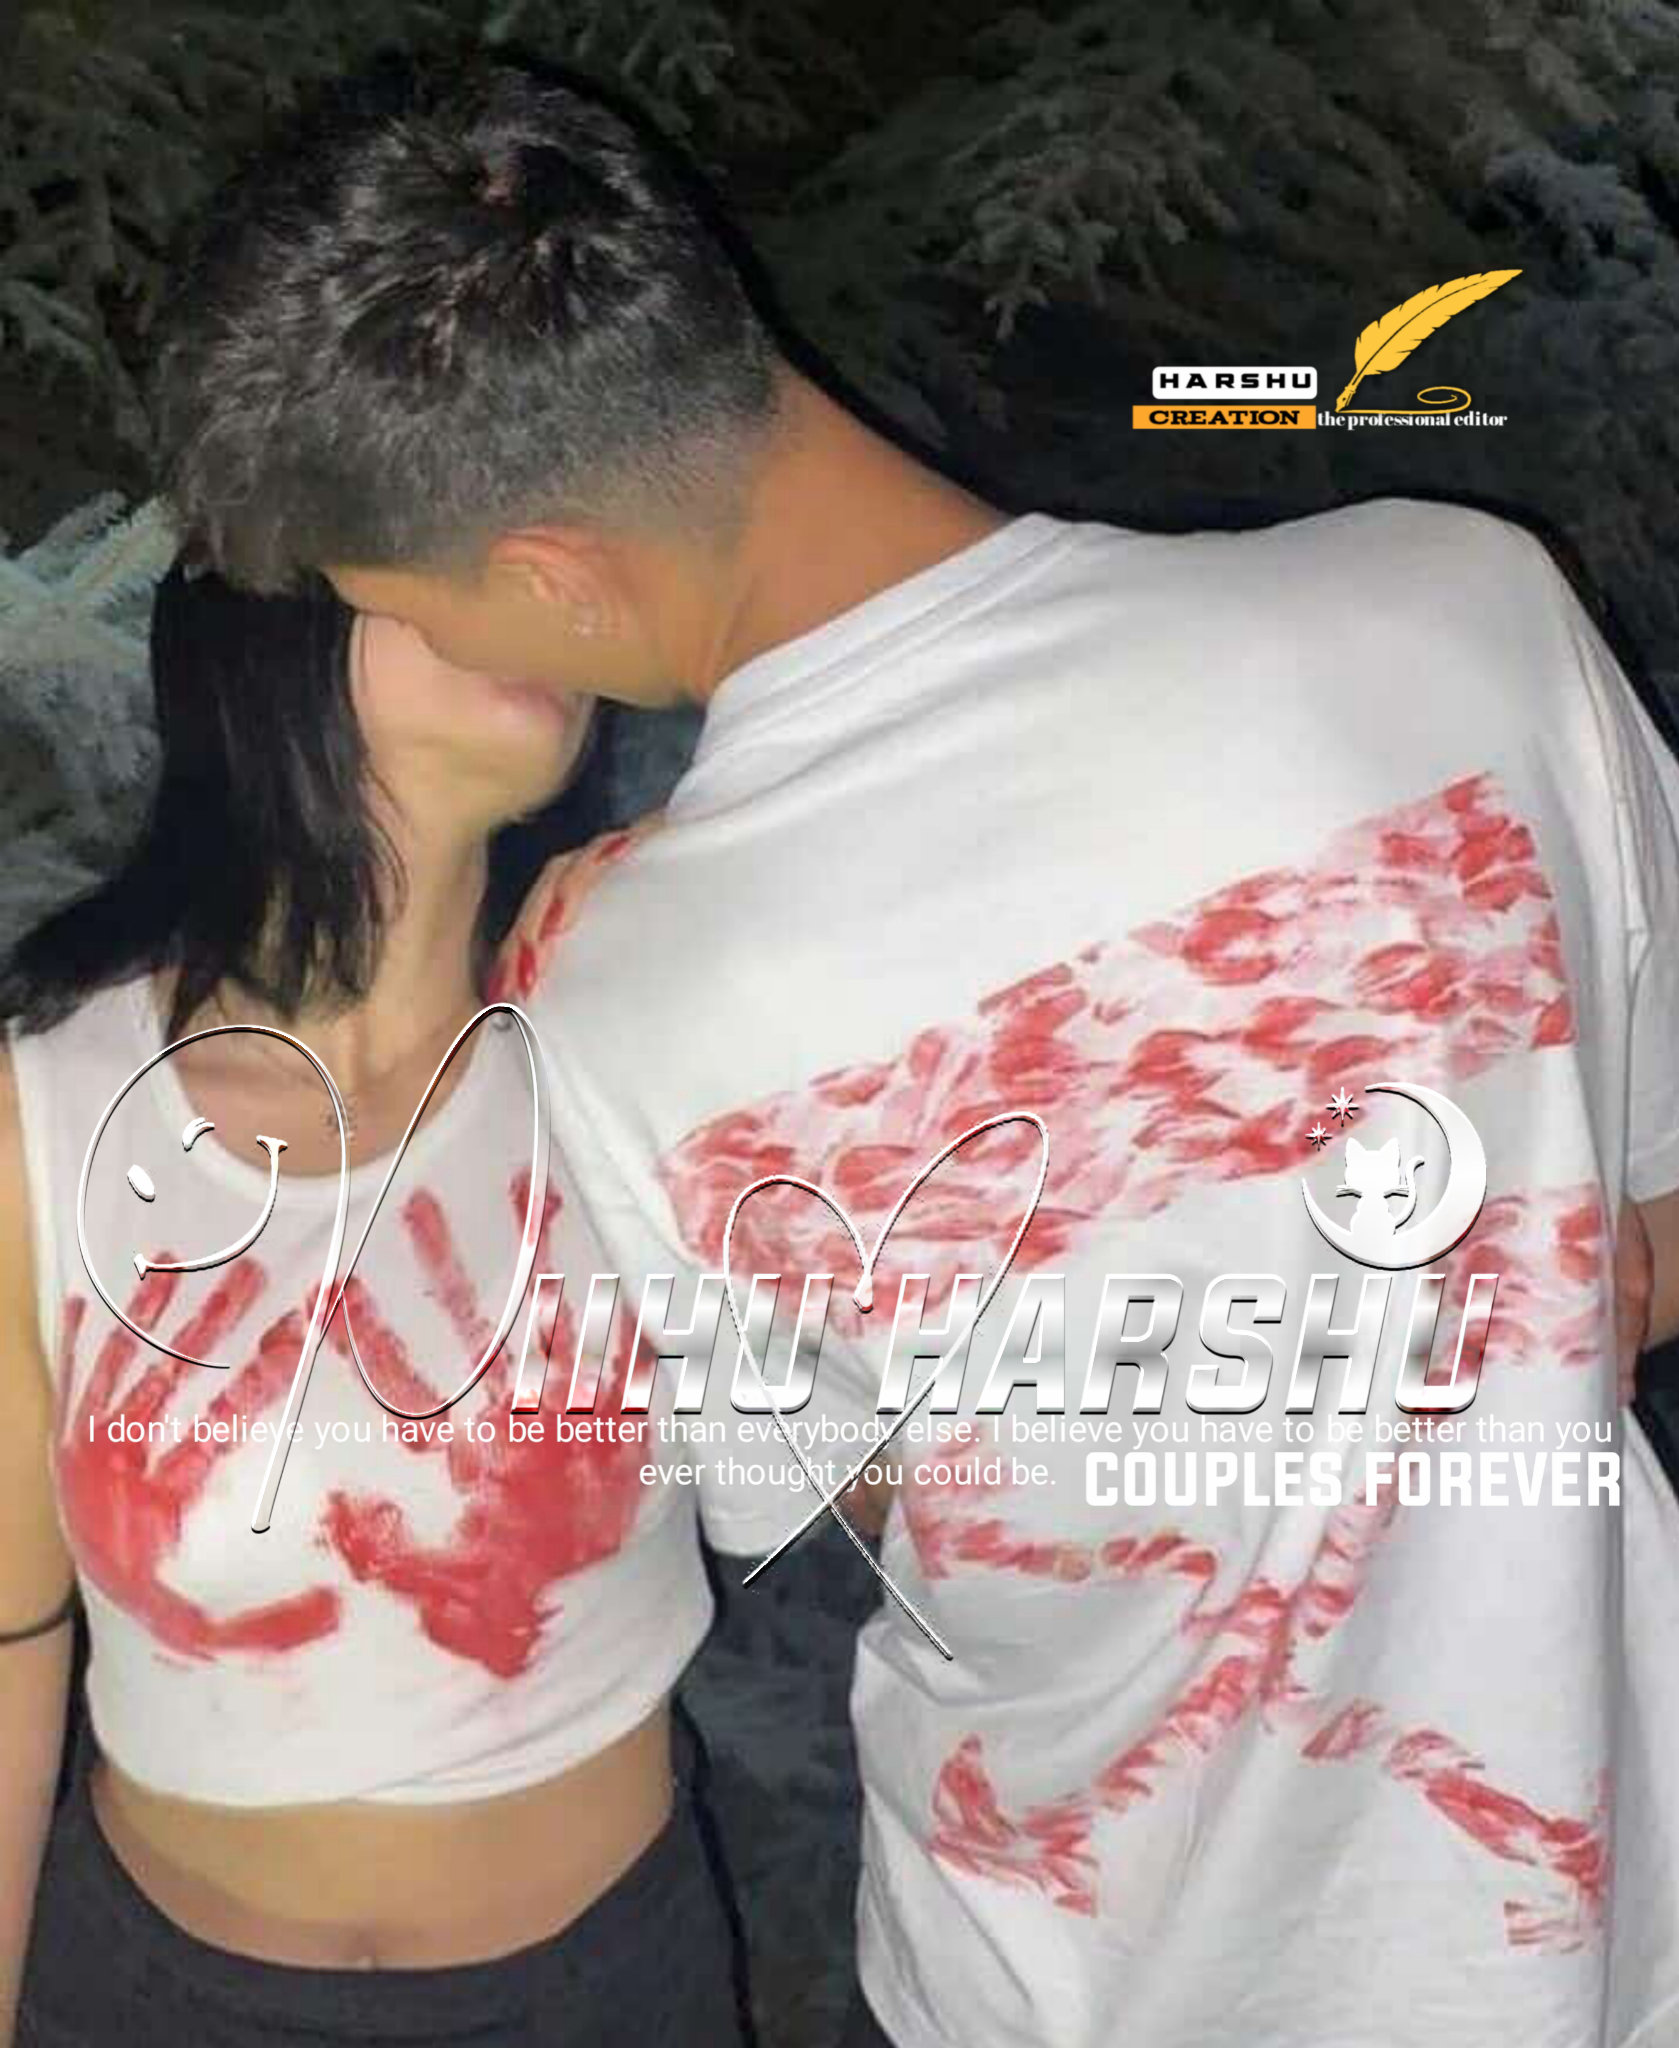 HARSHU
CREATION the professional editor
MIIHU HARSHU
I don't believe you have to be better than everybody else. I believe you have to be better than you
ever thought you could be.
COUPLES FOREVER